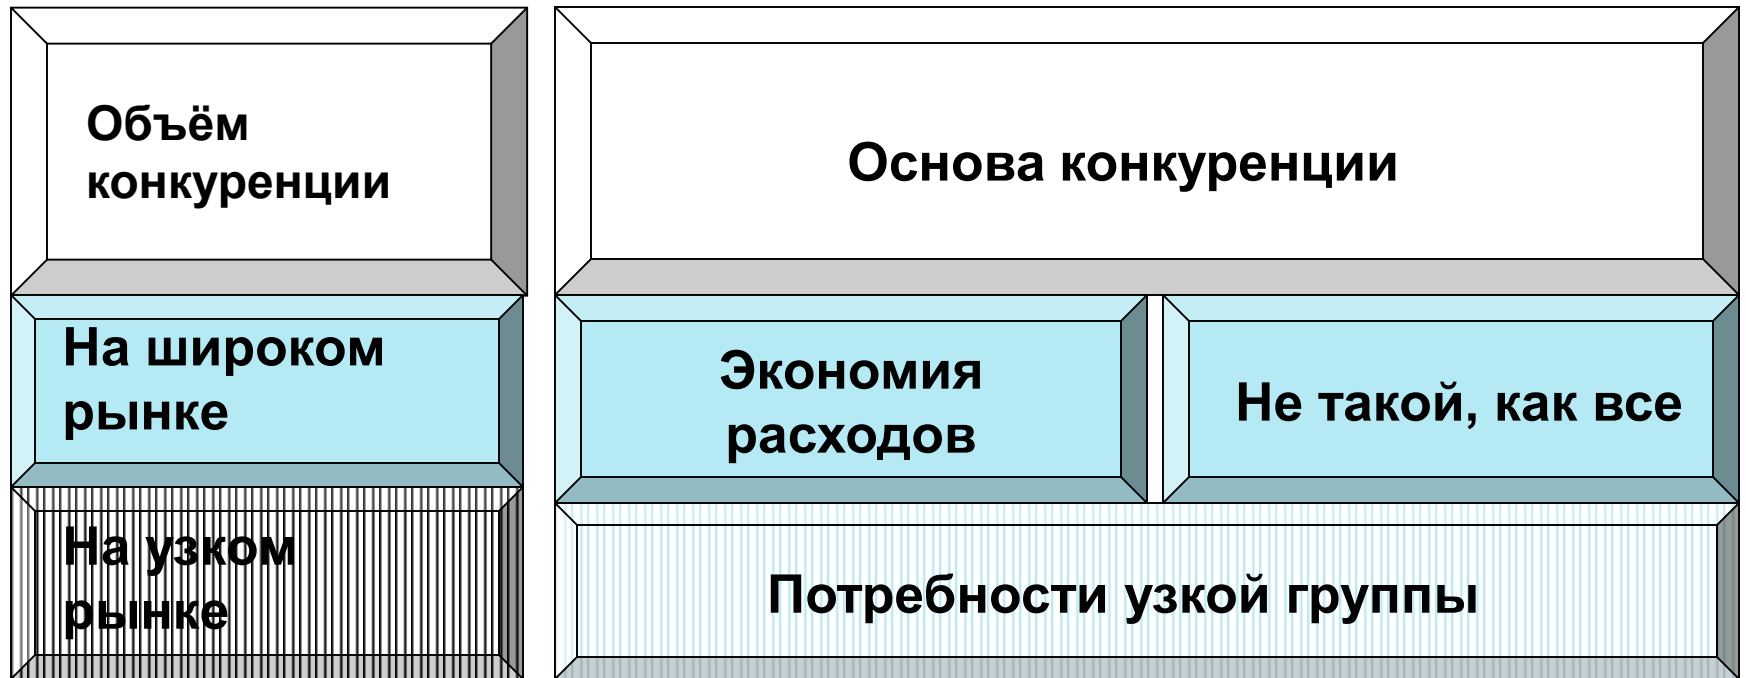 Объём
конкуренции
Основа конкуренции
На широком
рынке
Экономия
расходов
Не такой, как все
На узком
рынке
Потребности узкой группы